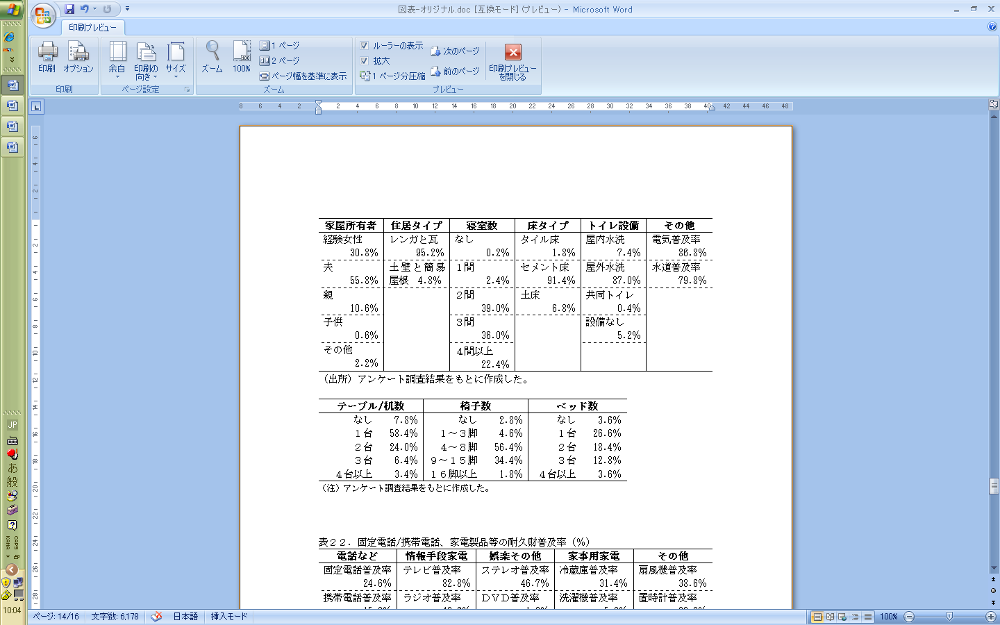 図表-オリジナル.doc [互換モード] (プレビュー) - Microsoft Word
印刷プレビュー
印刷 オプション 余白 印刷の向き サイズ ズーム 100% 1 ページ 2 ページ ページ幅を基準に表示 ルーラーの表示 拡大 1 ページ分圧縮 次のページ 前のページ 印刷プレビューを閉じる
印刷 ページ設定 ズーム プレビュー
8 6 4 2 2 4 6 8 10 12 14 16 18 20 22 24 26 28 30 32 34 36 38 40 42 44 46 48
家屋所有者 住居タイプ 寝室数 床タイプ トイレ設備 その他
経験女性 レンガと瓦 なし タイル床 屋内水洗 電気普及率
30.8% 95.2% 0.2% 1.8% 7.4% 86.8%
夫 土壁と簡易 1間 セメント床 屋外水洗 水道普及率
55.8% 屋根 4.8% 2.4% 91.4% 87.0% 79.8%
親 2間 土床 共同トイレ
10.6% 39.0% 6.8% 0.4%
子供 3間 設備なし
0.6% 36.0% 5.2%
その他 4間以上
2.2% 22.4%
(出所)アンケート調査結果をもとに作成した。
テーブル/机数 椅子数 ベッド数
なし 7.8% なし 2.8% なし 3.6%
1台 58.4% 1~3脚 4.6% 1台 26.6%
2台 24.0% 4~8脚 56.4% 2台 18.4%
3台 6.4% 9~15脚 34.4% 3台 12.8%
4台以上 3.4% 16脚以上 1.8% 4台以上 3.6%
(注)アンケート調査結果をもとに作成した。
表22. 固定電話/携帯電話、家電製品等の耐久財普及率(%)
電話など 情報手段家電 娯楽その他 家事用家電 その他
固定電話普及率 テレビ普及率 ステレオ普及率 冷蔵庫普及率 扇風機普及率
24.6% 82.8% 46.7% 31.4% 38.6%
携帯電話普及率 ラジオ普及率 DVD普及率 洗濯機普及率 置時計普及率
JP
あ
般
CAPS
KANA
10:04
ページ: 14/16 文字数: 6,178 日本語 挿入モード 100%